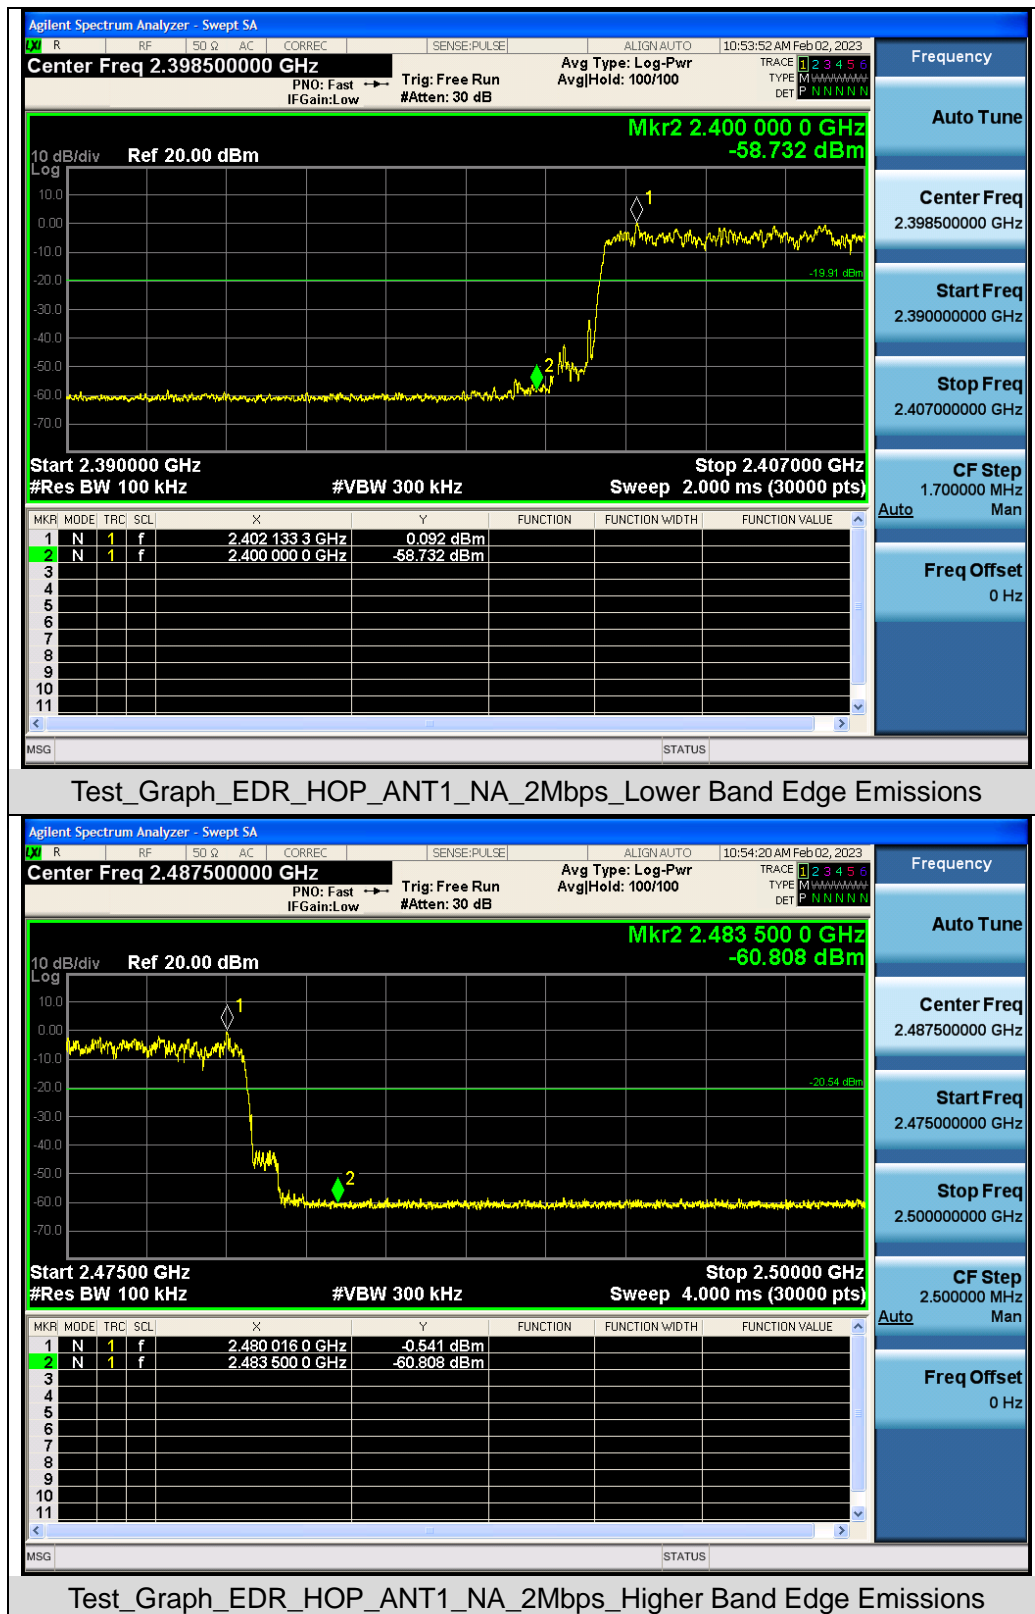 Agilent Spectrum Analyzer - Swept SA
LXI R RF 50 Ω AC CORREC SENSE:PULSE ALIGN AUTO 10:53:52 AM Feb 02, 2023
Center Freq 2.398500000 GHz
PNO: Fast
IFGain:Low
Trig: Free Run
#Atten: 30 dB
Avg Type: Log-Pwr
Avg|Hold: 100/100
TRACE 1 2 3 4 5 6
TYPE M
DET P N N N N N
Mkr2 2.400 000 0 GHz
-58.732 dBm
10 dB/div Ref 20.00 dBm
Log
10.0
0.00
-10.0
-20.0
-30.0
-40.0
-50.0
-60.0
-70.0
1
2
-19.91 dBm
Start 2.390000 GHz Stop 2.407000 GHz
#Res BW 100 kHz #VBW 300 kHz Sweep 2.000 ms (30000 pts)
MKR MODE TRC SCL X Y FUNCTION FUNCTION WIDTH FUNCTION VALUE
1 N 1 f 2.402 133 3 GHz 0.092 dBm
2 N 1 f 2.400 000 0 GHz -58.732 dBm
3
4
5
6
7
8
9
10
11
MSG STATUS
Frequency
Auto Tune
Center Freq
2.398500000 GHz
Start Freq
2.390000000 GHz
Stop Freq
2.407000000 GHz
CF Step
1.700000 MHz
Auto Man
Freq Offset
0 Hz
Test_Graph_EDR_HOP_ANT1_NA_2Mbps_Lower Band Edge Emissions
Agilent Spectrum Analyzer - Swept SA
LXI R RF 50 Ω AC CORREC SENSE:PULSE ALIGN AUTO 10:54:20 AM Feb 02, 2023
Center Freq 2.487500000 GHz
PNO: Fast
IFGain:Low
Trig: Free Run
#Atten: 30 dB
Avg Type: Log-Pwr
Avg|Hold: 100/100
TRACE 1 2 3 4 5 6
TYPE M
DET P N N N N N
Mkr2 2.483 500 0 GHz
-60.808 dBm
10 dB/div Ref 20.00 dBm
Log
10.0
0.00
-10.0
-20.0
-30.0
-40.0
-50.0
-60.0
-70.0
1
2
-20.54 dBm
Start 2.47500 GHz Stop 2.50000 GHz
#Res BW 100 kHz #VBW 300 kHz Sweep 4.000 ms (30000 pts)
MKR MODE TRC SCL X Y FUNCTION FUNCTION WIDTH FUNCTION VALUE
1 N 1 f 2.480 016 0 GHz -0.541 dBm
2 N 1 f 2.483 500 0 GHz -60.808 dBm
3
4
5
6
7
8
9
10
11
MSG STATUS
Frequency
Auto Tune
Center Freq
2.487500000 GHz
Start Freq
2.475000000 GHz
Stop Freq
2.500000000 GHz
CF Step
2.500000 MHz
Auto Man
Freq Offset
0 Hz
Test_Graph_EDR_HOP_ANT1_NA_2Mbps_Higher Band Edge Emissions